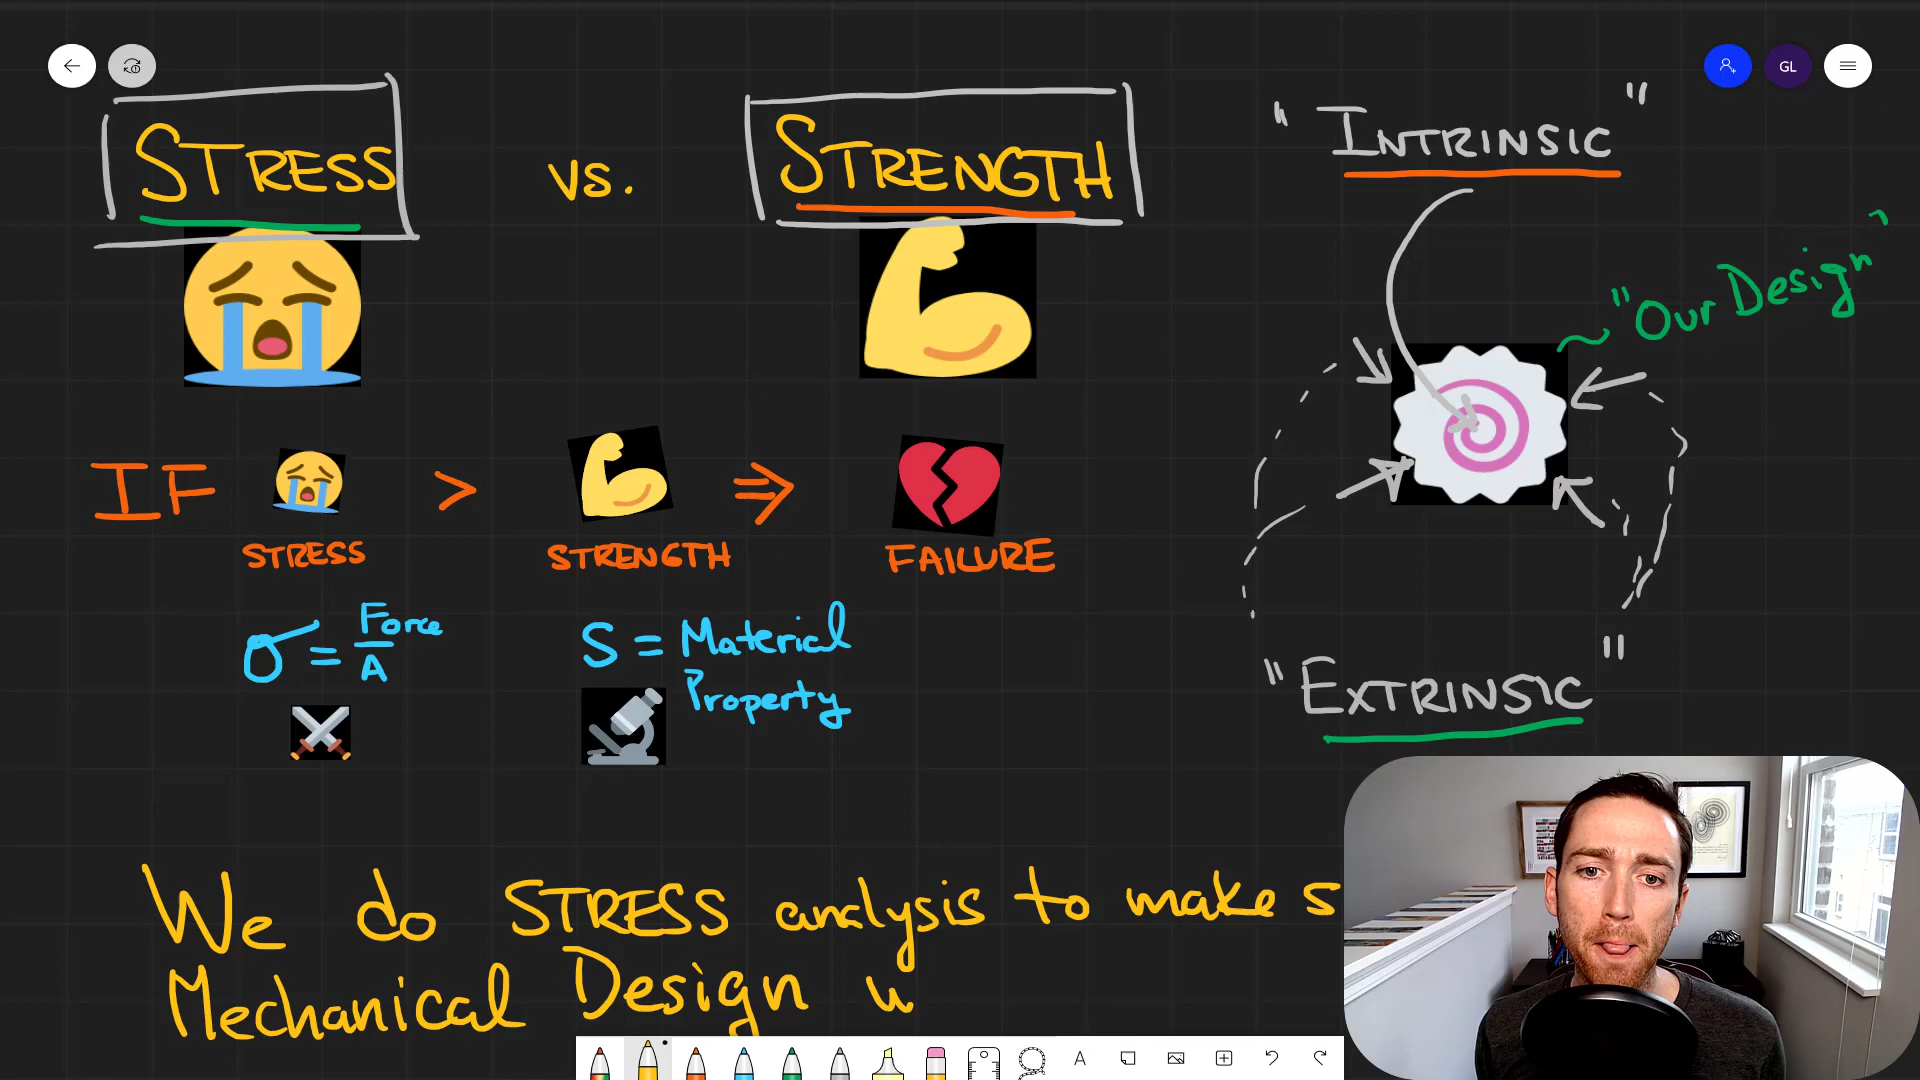 GL
STRESS vs. STRENGTH
"INTRINSIC"
"Our Design"
IF > ⇒
STRESS STRENGTH FAILURE
σ = Force / A
S = Material
Property
"EXTRINSIC"
We do STRESS analysis to make s
Mechanical Design w
A